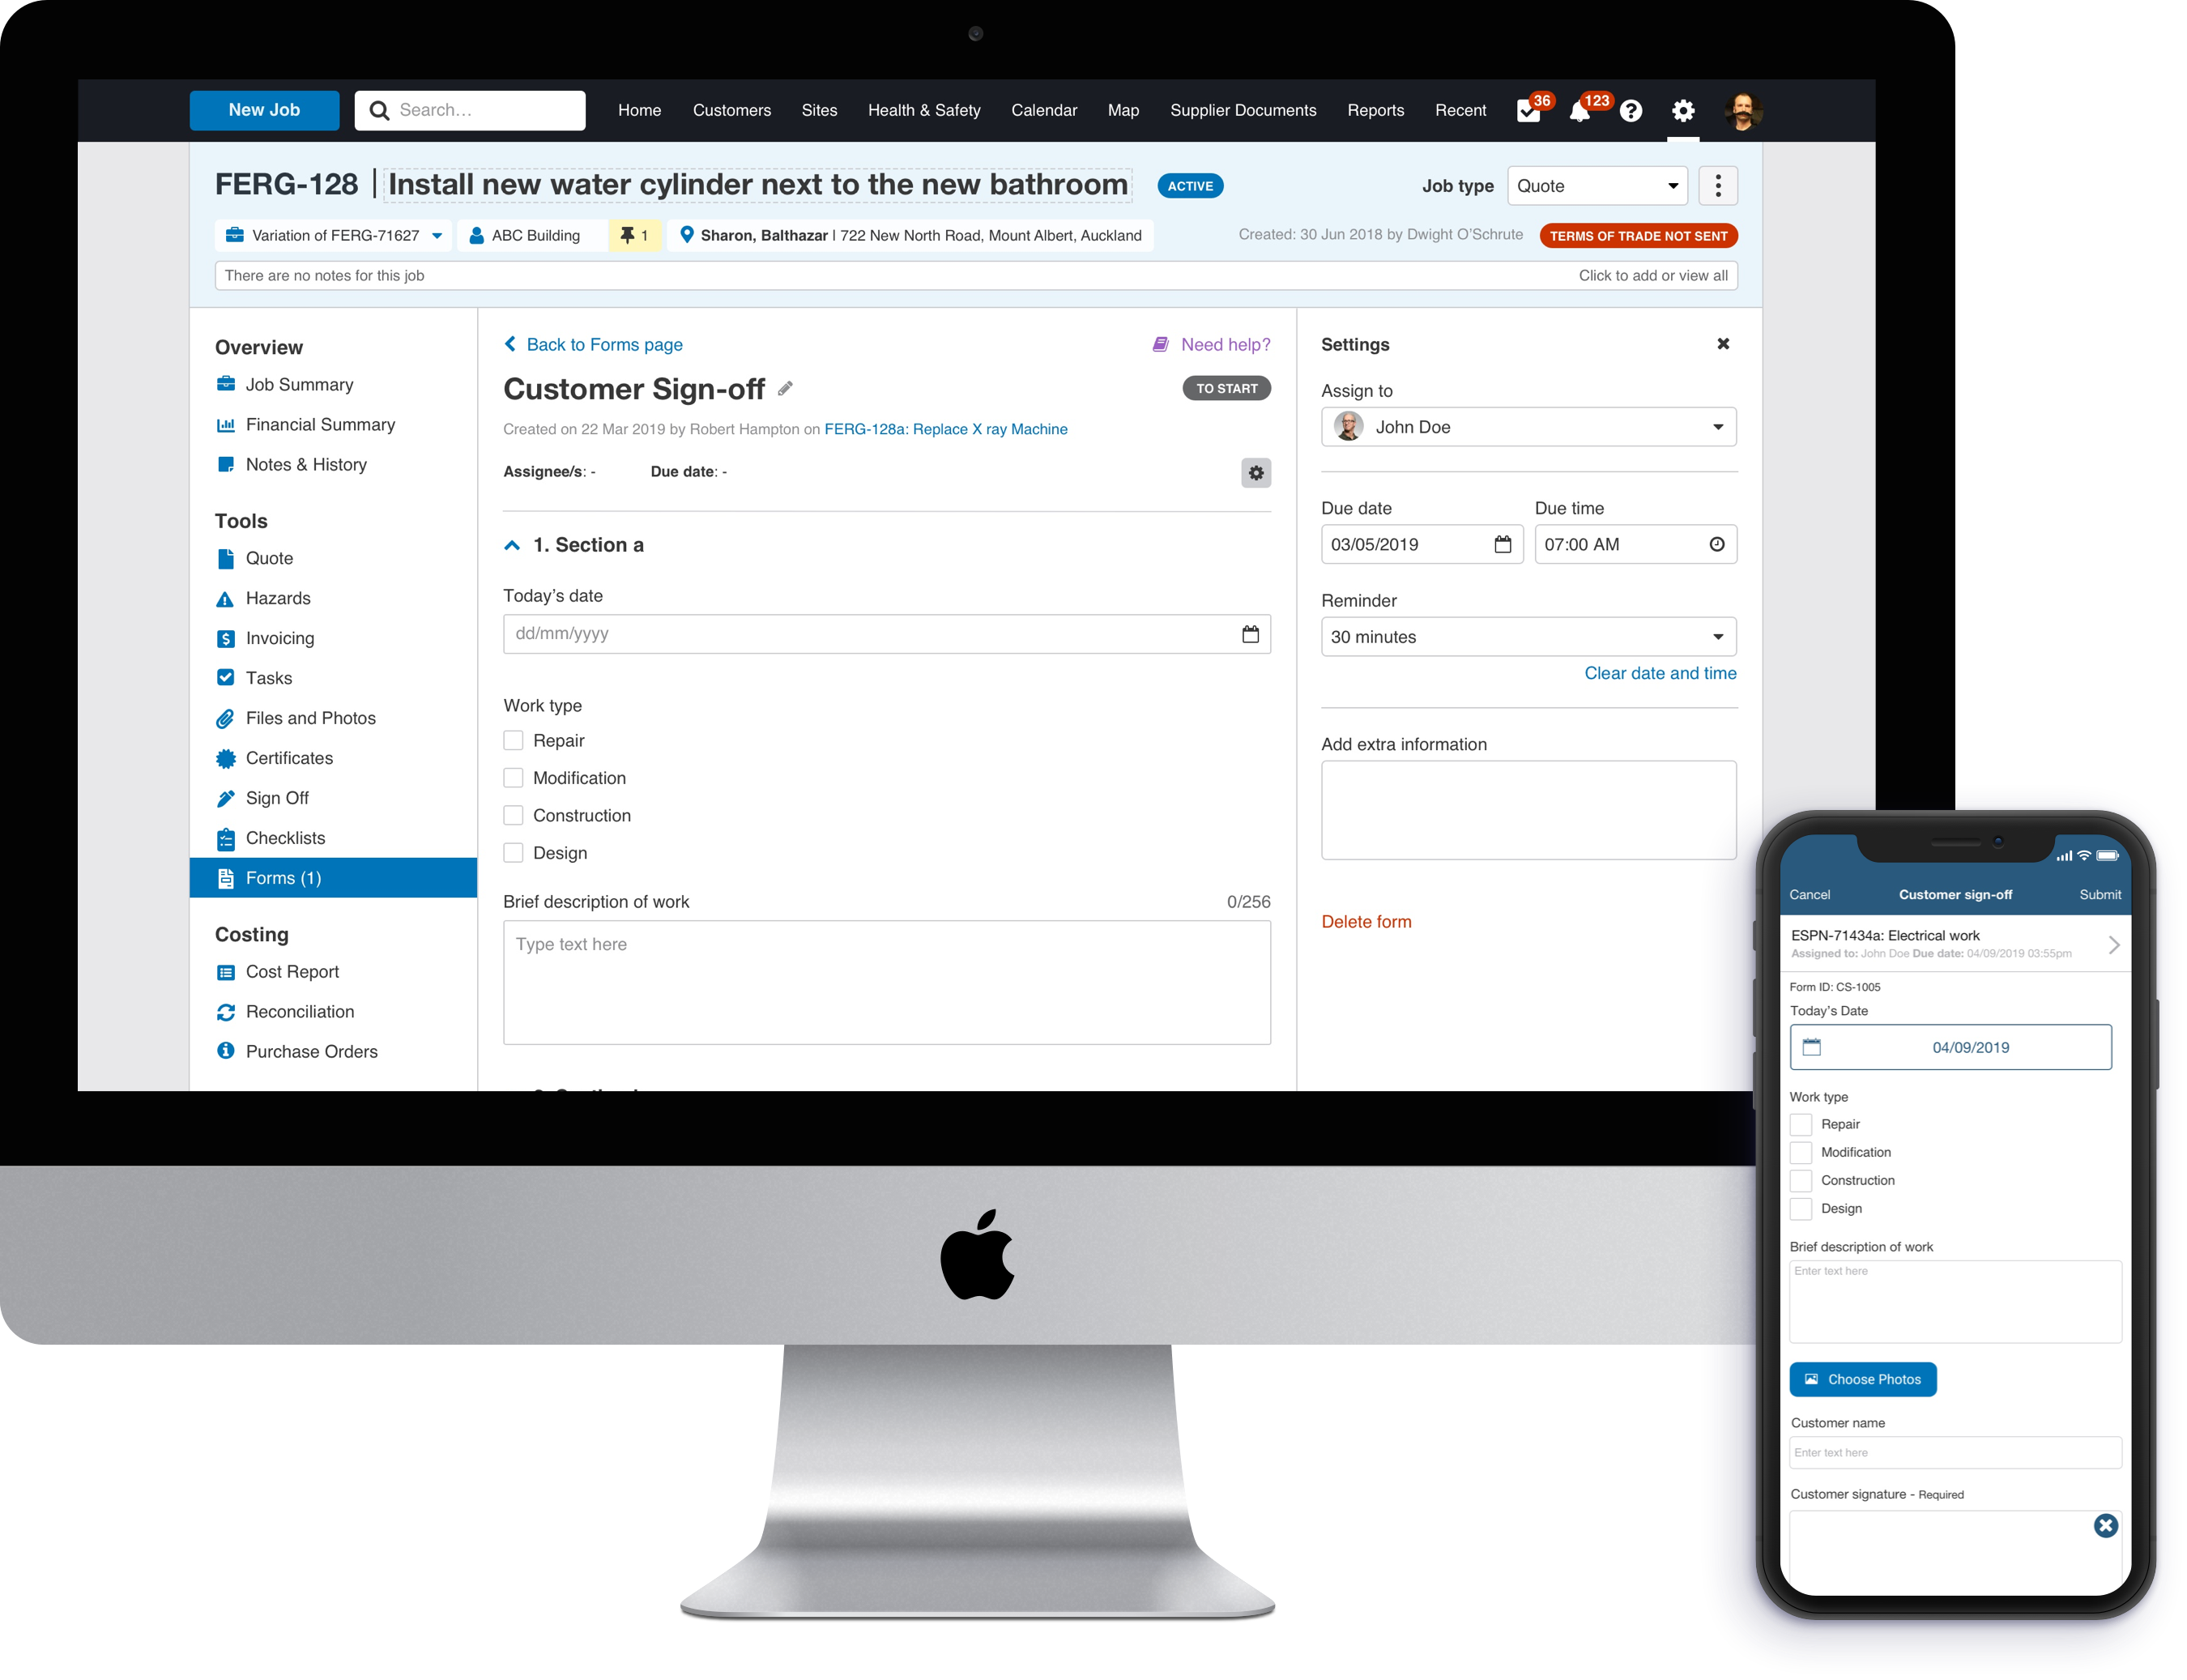 New Job
Search...
Home
Customers
Sites
Health & Safety
Calendar
Map
Supplier Documents
Reports
Recent
36
123
FERG-128
Install new water cylinder next to the new bathroom
ACTIVE
Job type
Quote
Variation of FERG-71627
ABC Building
1
Sharon, Balthazar | 722 New North Road, Mount Albert, Auckland
Created: 30 Jun 2018 by Dwight O'Schrute
TERMS OF TRADE NOT SENT
There are no notes for this job
Click to add or view all
Overview
Job Summary
Financial Summary
Notes & History
Tools
Quote
Hazards
Invoicing
Tasks
Files and Photos
Certificates
Sign Off
Checklists
Forms (1)
Costing
Cost Report
Reconciliation
Purchase Orders
Back to Forms page
Need help?
Customer Sign-off
TO START
Created on 22 Mar 2019 by Robert Hampton on FERG-128a: Replace X ray Machine
Assignee/s: -
Due date: -
1. Section a
Today's date
dd/mm/yyyy
Work type
Repair
Modification
Construction
Design
Brief description of work
0/256
Type text here
Settings
Assign to
John Doe
Due date
Due time
03/05/2019
07:00 AM
Reminder
30 minutes
Clear date and time
Add extra information
Delete form
Cancel
Customer sign-off
Submit
ESPN-71434a: Electrical work
Assigned to: John Doe Due date: 04/09/2019 03:55pm
Form ID: CS-1005
Today's Date
04/09/2019
Work type
Repair
Modification
Construction
Design
Brief description of work
Enter text here
Choose Photos
Customer name
Enter text here
Customer signature - Required